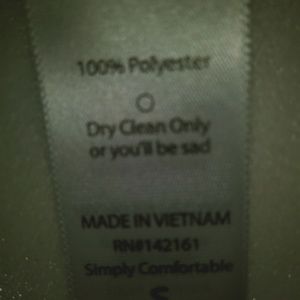 100% Polyester
Dry Clean Only
or you'll be sad
MADE IN VIETNAM
RN#142161
Simply Comfortable
S